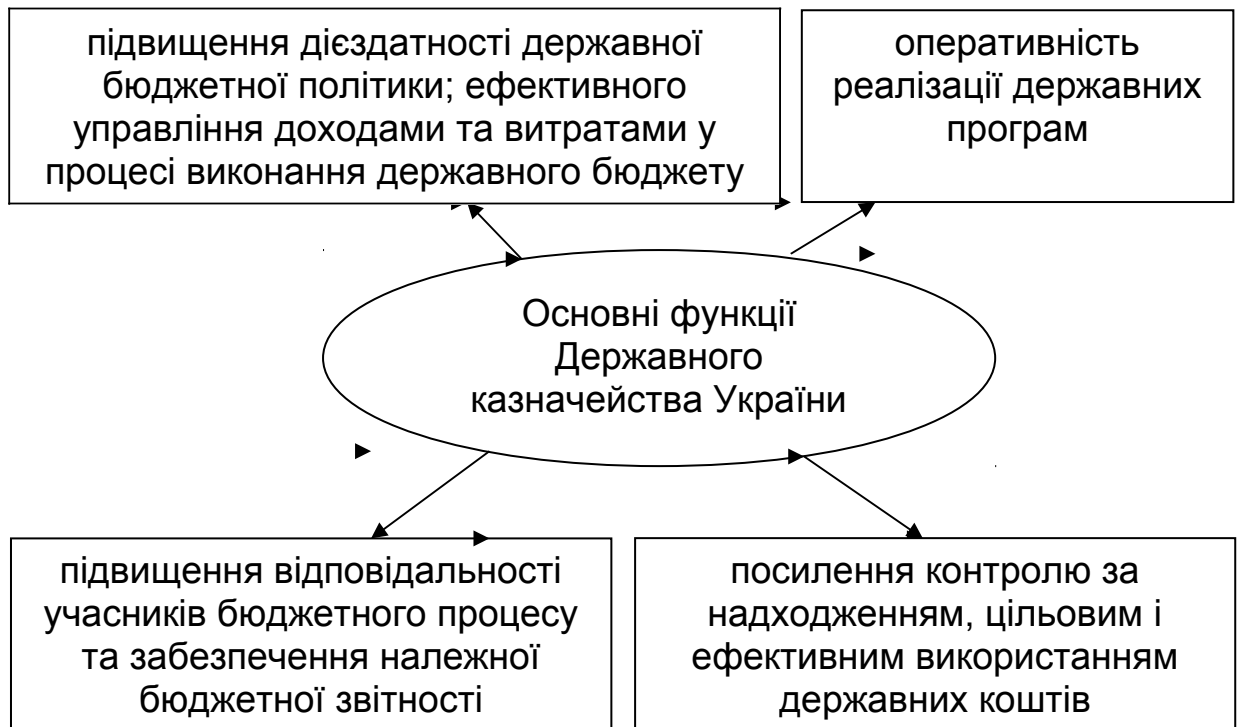 підвищення дієздатності державної
бюджетної політики; ефективного
управління доходами та витратами у
процесі виконання державного бюджету
оперативність
реалізації державних
програм
Основні функції
Державного
казначейства України
підвищення відповідальності
учасників бюджетного процесу
та забезпечення належної
бюджетної звітності
посилення контролю за
надходженням, цільовим і
ефективним використанням
державних коштів